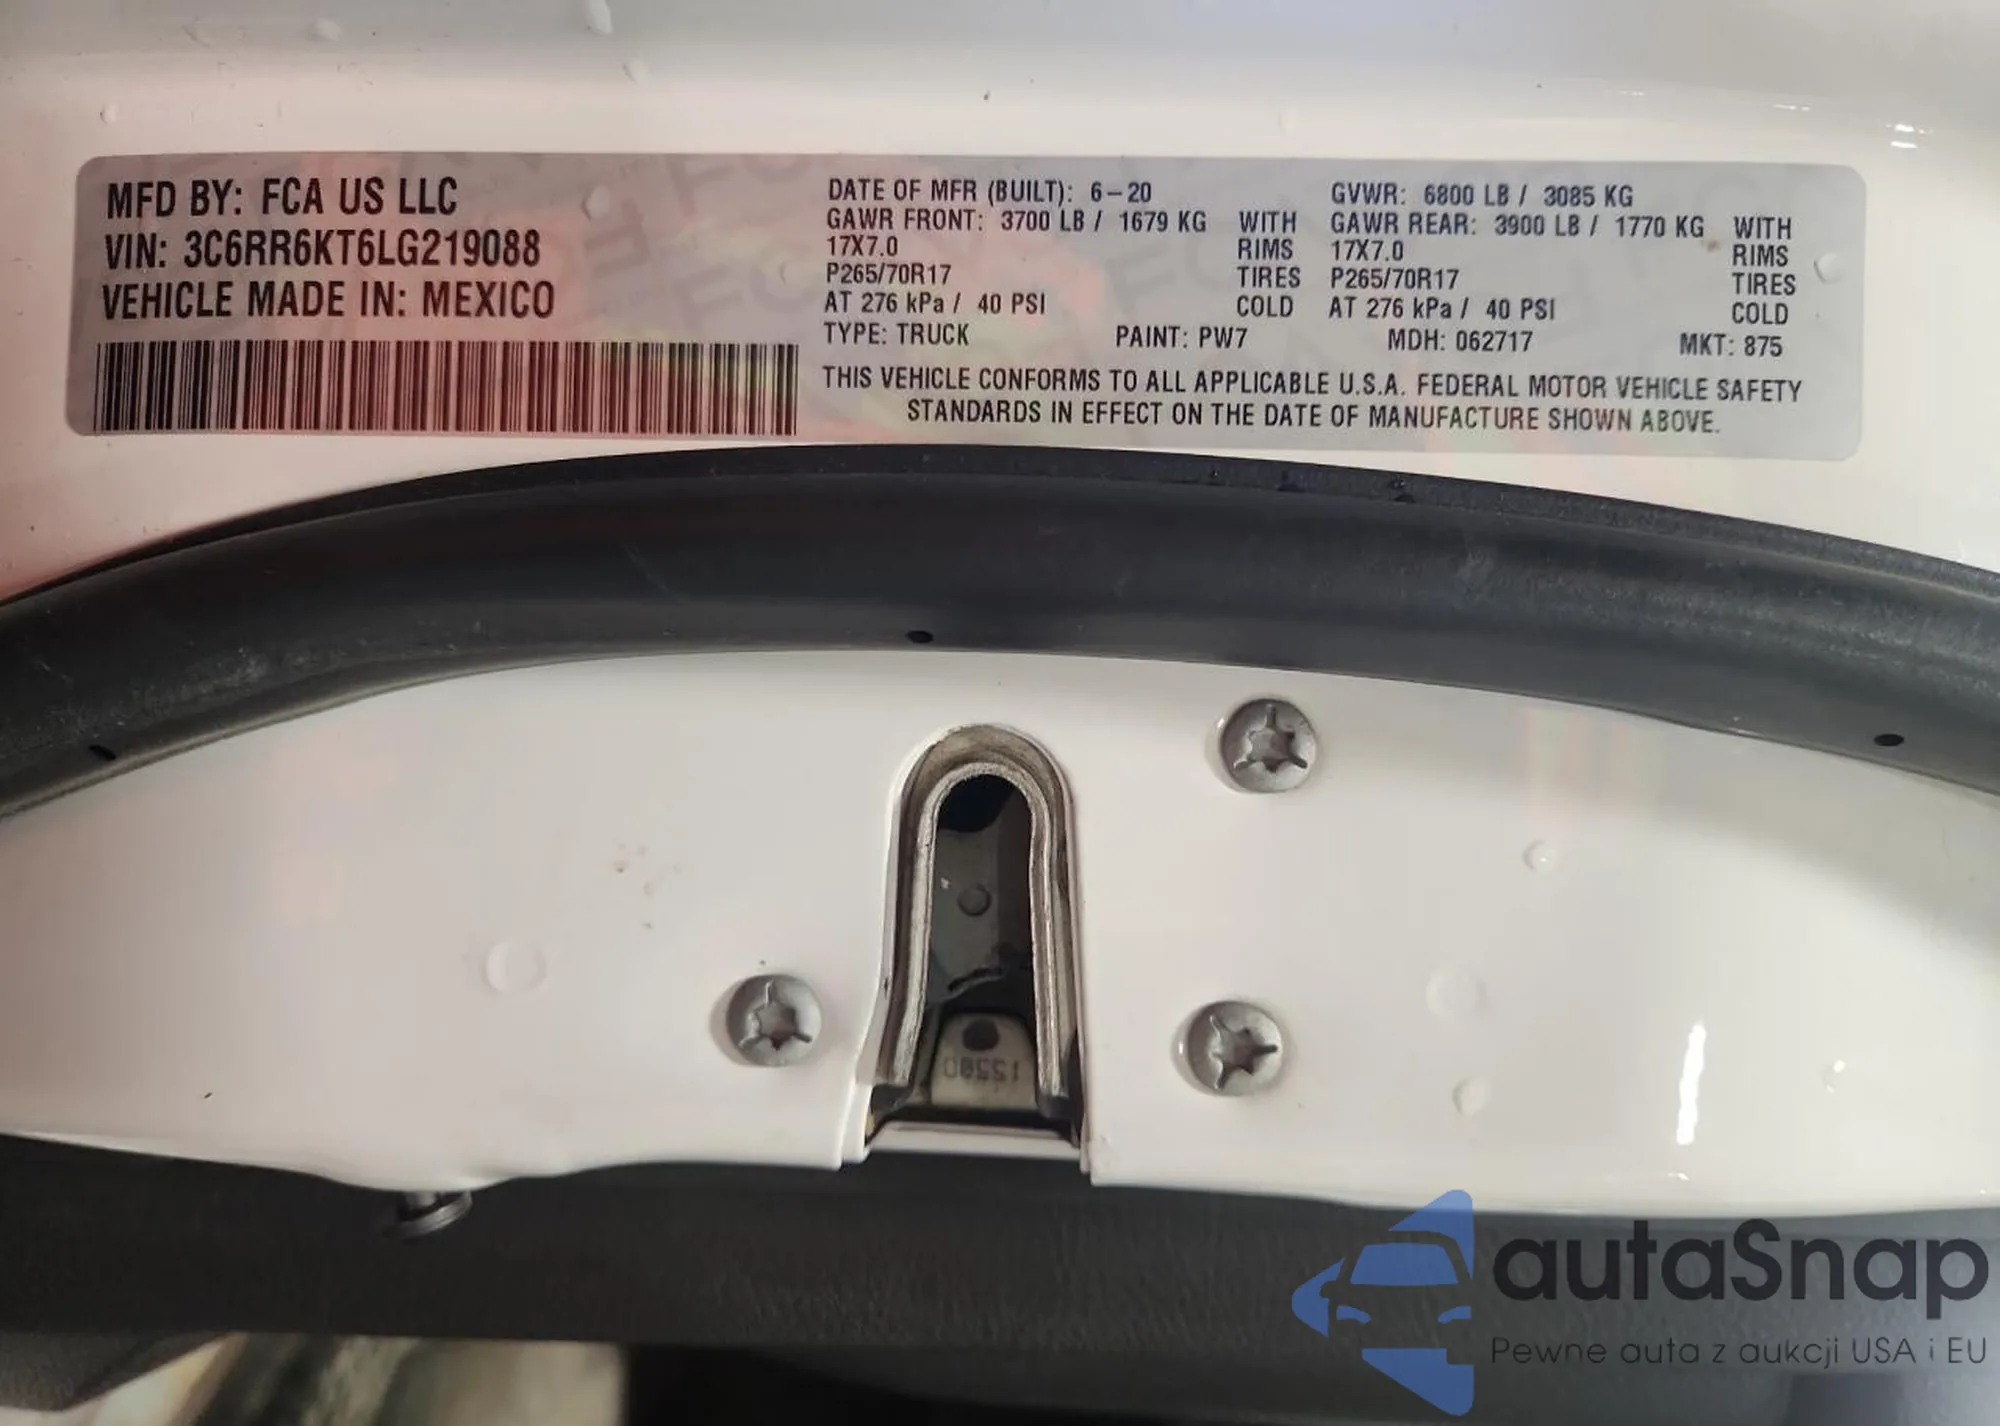 MFD BY: FCA US LLC
VIN: 3C6RR6KT6LG219088
VEHICLE MADE IN: MEXICO
DATE OF MFR (BUILT): 6-20 GVWR: 6800 LB / 3085 KG
GAWR FRONT: 3700 LB / 1679 KG WITH GAWR REAR: 3900 LB / 1770 KG WITH
17X7.0 RIMS 17X7.0 RIMS
P265/70R17 TIRES P265/70R17 TIRES
AT 276 kPa / 40 PSI COLD AT 276 kPa / 40 PSI COLD
TYPE: TRUCK PAINT: PW7 MDH: 062717 MKT: 875
THIS VEHICLE CONFORMS TO ALL APPLICABLE U.S.A. FEDERAL MOTOR VEHICLE SAFETY
STANDARDS IN EFFECT ON THE DATE OF MANUFACTURE SHOWN ABOVE.
autaSnap
Pewne auta z aukcji USA i EU